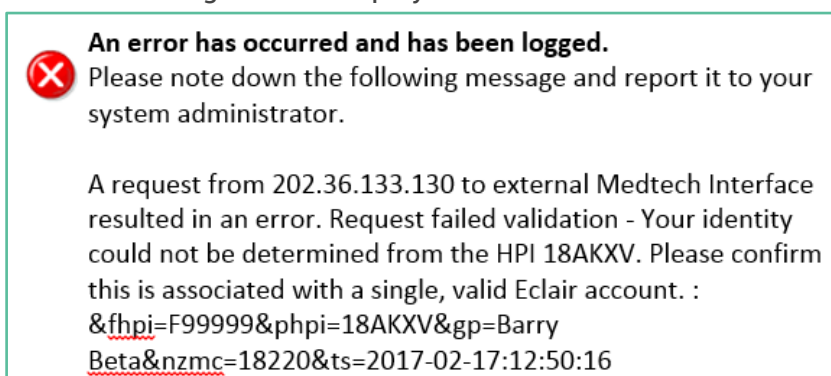 An error has occurred and has been logged.
Please note down the following message and report it to your
system administrator.
A request from 202.36.133.130 to external Medtech Interface
resulted in an error. Request failed validation - Your identity
could not be determined from the HPI 18AKXV. Please confirm
this is associated with a single, valid Eclair account. :
&fhpi=F99999&phpi=18AKXV&gp=Barry
Beta&nzmc=18220&ts=2017-02-17:12:50:16